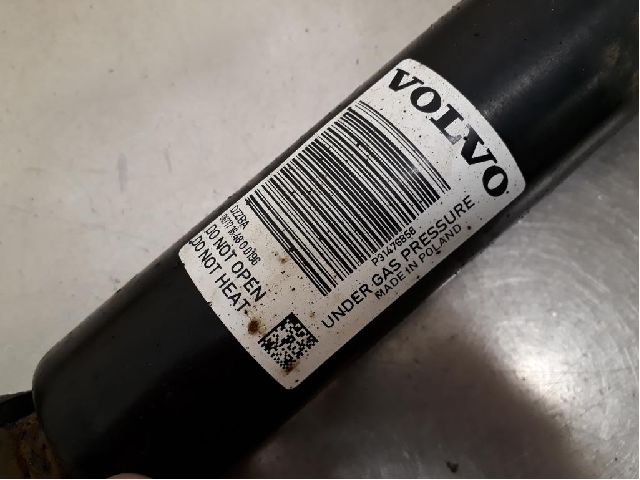 VOLVO
P31476858
UNDER GAS PRESSURE
MADE IN POLAND
DO NOT OPEN
DO NOT HEAT